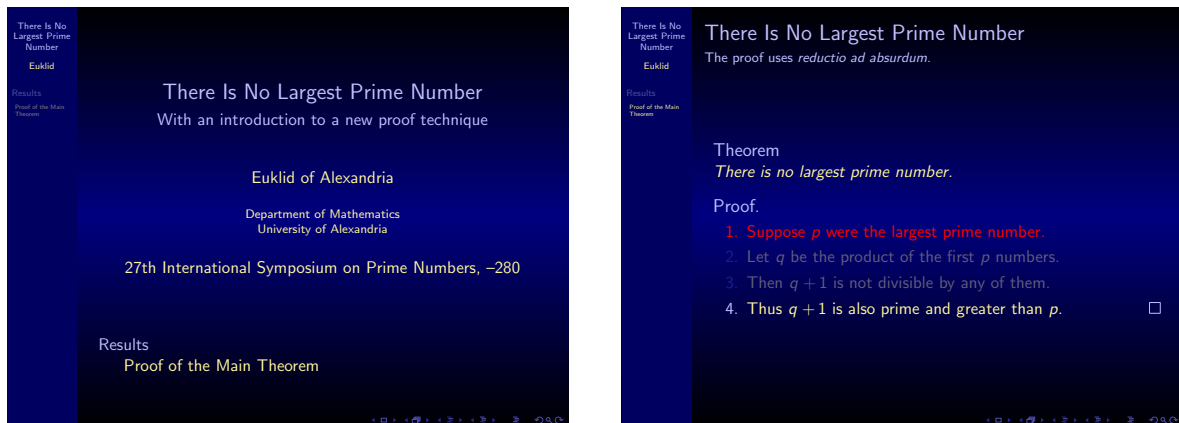 There Is No
Largest Prime
Number
Euklid
Results
Proof of the Main
Theorem
There Is No Largest Prime Number
With an introduction to a new proof technique
Euklid of Alexandria
Department of Mathematics
University of Alexandria
27th International Symposium on Prime Numbers, –280
Results
Proof of the Main Theorem
There Is No
Largest Prime
Number
Euklid
Results
Proof of the Main
Theorem
There Is No Largest Prime Number
The proof uses reductio ad absurdum.
Theorem
There is no largest prime number.
Proof.
1. Suppose p were the largest prime number.
2. Let q be the product of the first p numbers.
3. Then q + 1 is not divisible by any of them.
4. Thus q + 1 is also prime and greater than p. □